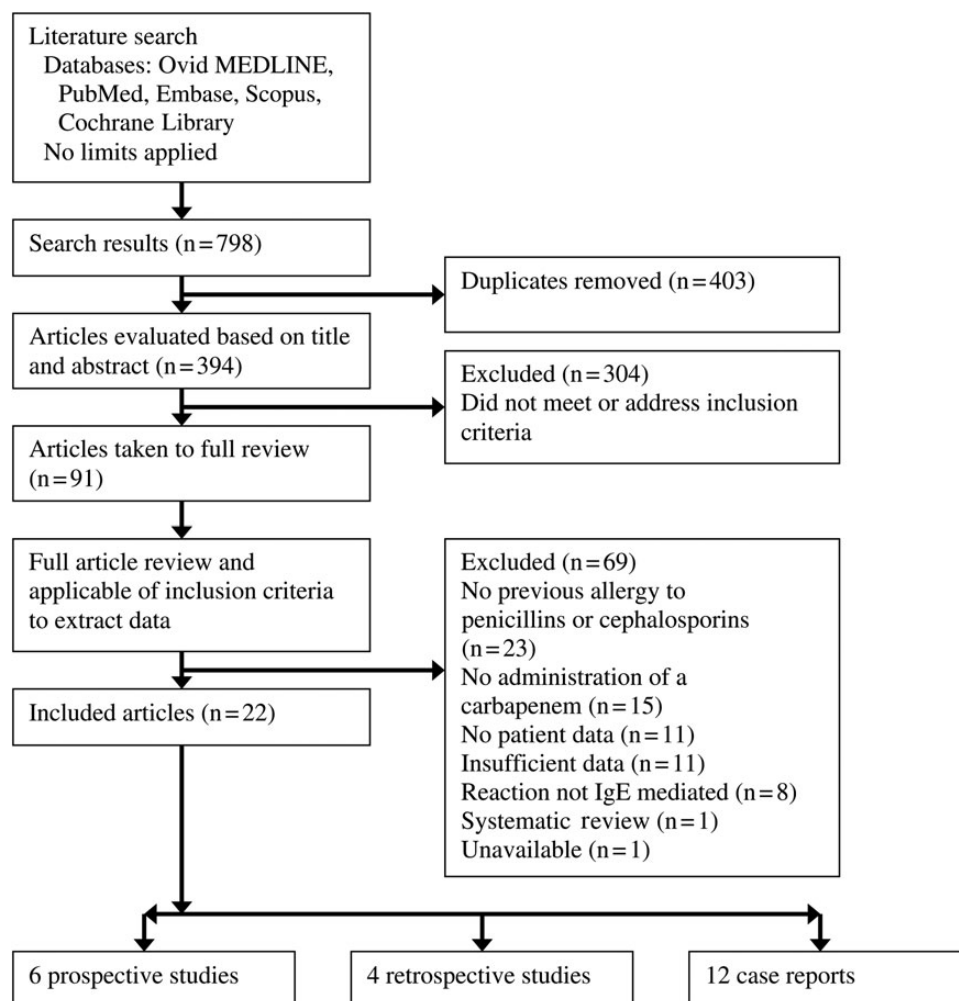 Literature search
Databases: Ovid MEDLINE,
PubMed, Embase, Scopus,
Cochrane Library
No limits applied
Search results (n=798)
Duplicates removed (n=403)
Articles evaluated based on title
and abstract (n=394)
Excluded (n=304)
Did not meet or address inclusion
criteria
Articles taken to full review
(n=91)
Full article review and
applicable of inclusion criteria
to extract data
Excluded (n=69)
No previous allergy to
penicillins or cephalosporins
(n=23)
No administration of a
carbapenem (n=15)
No patient data (n=11)
Insufficient data (n=11)
Reaction not IgE mediated (n=8)
Systematic review (n=1)
Unavailable (n=1)
Included articles (n=22)
6 prospective studies
4 retrospective studies
12 case reports